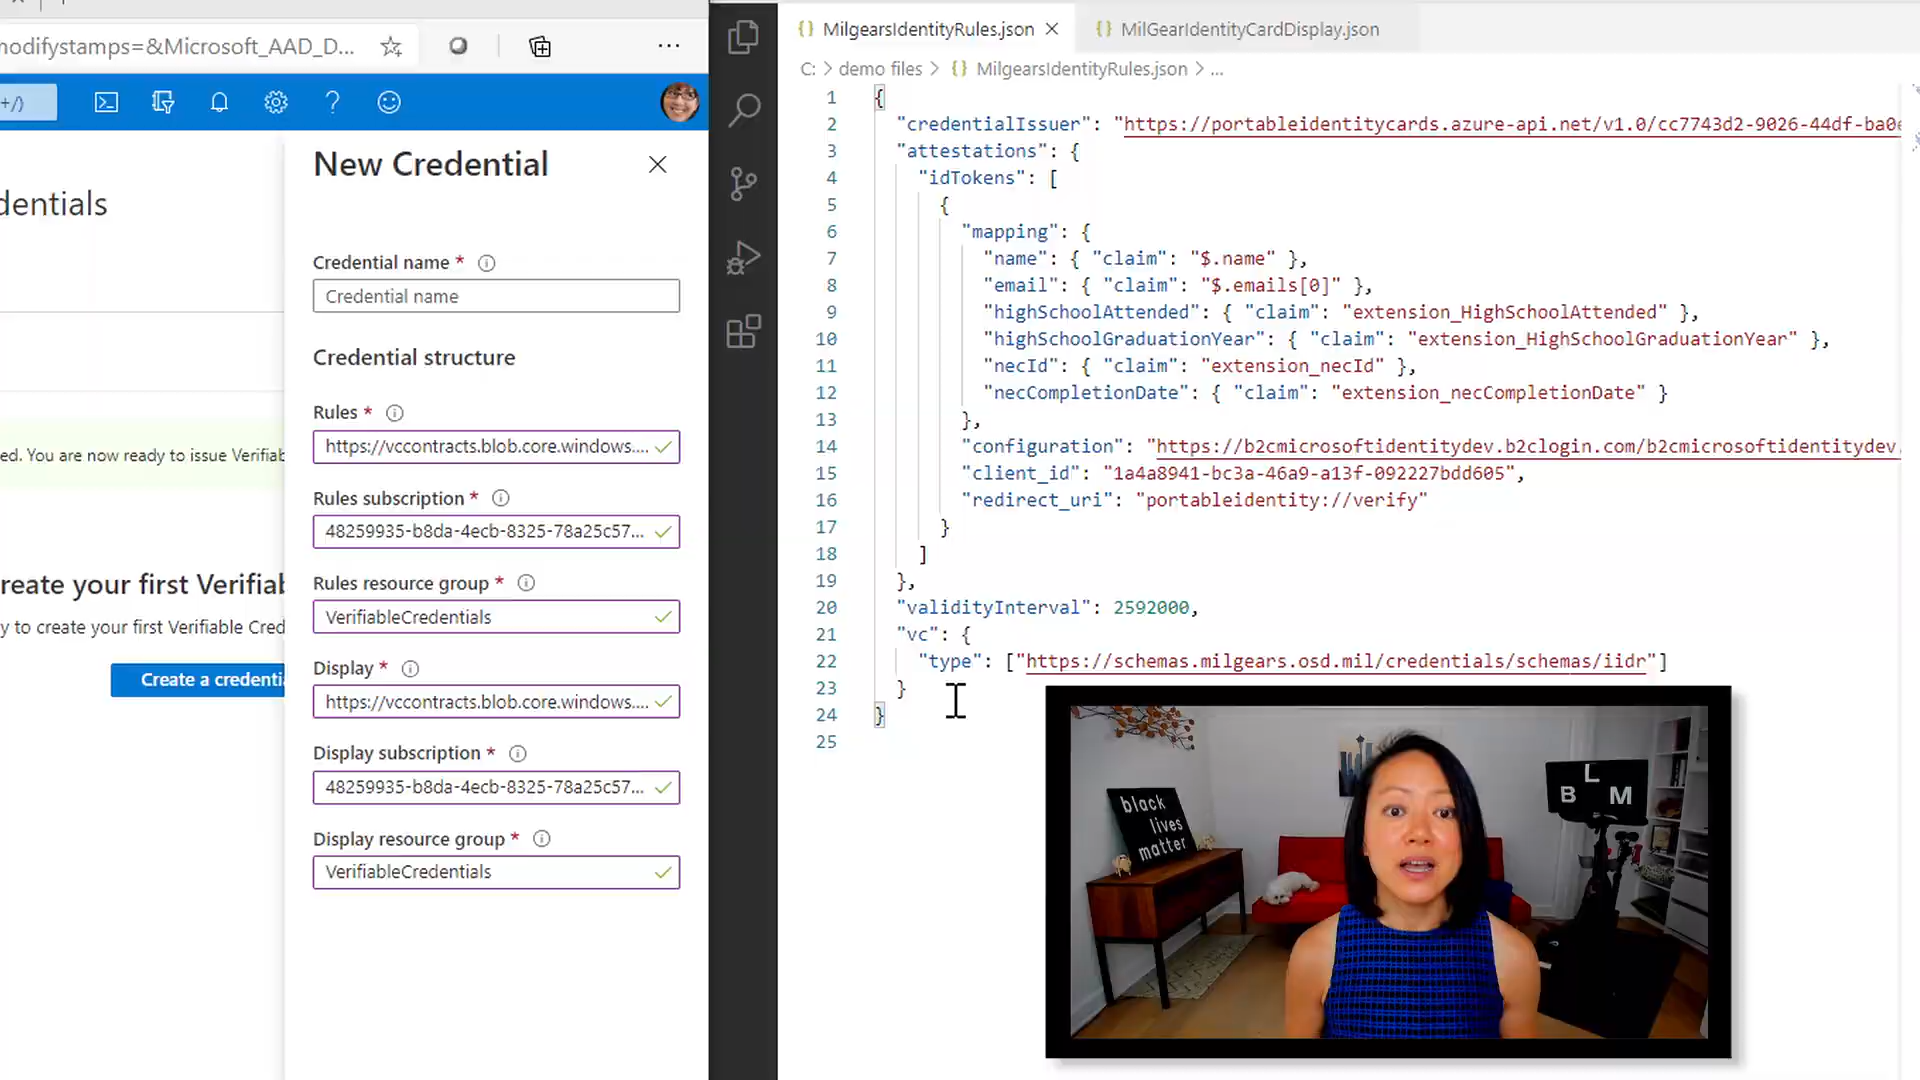 modifystamps=&Microsoft_AAD_D...
+/)
dentials
ed. You are now ready to issue Verifiab
reate your first Verifiab
y to create your first Verifiable Cred
Create a credenti
New Credential
Credential name *
Credential name
Credential structure
Rules *
https://vccontracts.blob.core.windows....
Rules subscription *
48259935-b8da-4ecb-8325-78a25c57...
Rules resource group *
VerifiableCredentials
Display *
https://vccontracts.blob.core.windows....
Display subscription *
48259935-b8da-4ecb-8325-78a25c57...
Display resource group *
VerifiableCredentials
{} MilgearsIdentityRules.json
{} MilGearIdentityCardDisplay.json
C: > demo files > {} MilgearsIdentityRules.json > ...
1 {
2 "credentialIssuer": "https://portableidentitycards.azure-api.net/v1.0/cc7743d2-9026-44df-ba0e
3 "attestations": {
4 "idTokens": [
5 {
6 "mapping": {
7 "name": { "claim": "$.name" },
8 "email": { "claim": "$.emails[0]" },
9 "highSchoolAttended": { "claim": "extension_HighSchoolAttended" },
10 "highSchoolGraduationYear": { "claim": "extension_HighSchoolGraduationYear" },
11 "necId": { "claim": "extension_necId" },
12 "necCompletionDate": { "claim": "extension_necCompletionDate" }
13 },
14 "configuration": "https://b2cmicrosoftidentitydev.b2clogin.com/b2cmicrosoftidentitydev.
15 "client_id": "1a4a8941-bc3a-46a9-a13f-092227bdd605",
16 "redirect_uri": "portableidentity://verify"
17 }
18 ]
19 },
20 "validityInterval": 2592000,
21 "vc": {
22 "type": ["https://schemas.milgears.osd.mil/credentials/schemas/iidr"]
23 }
24 }
25
black
lives
matter
L
B M